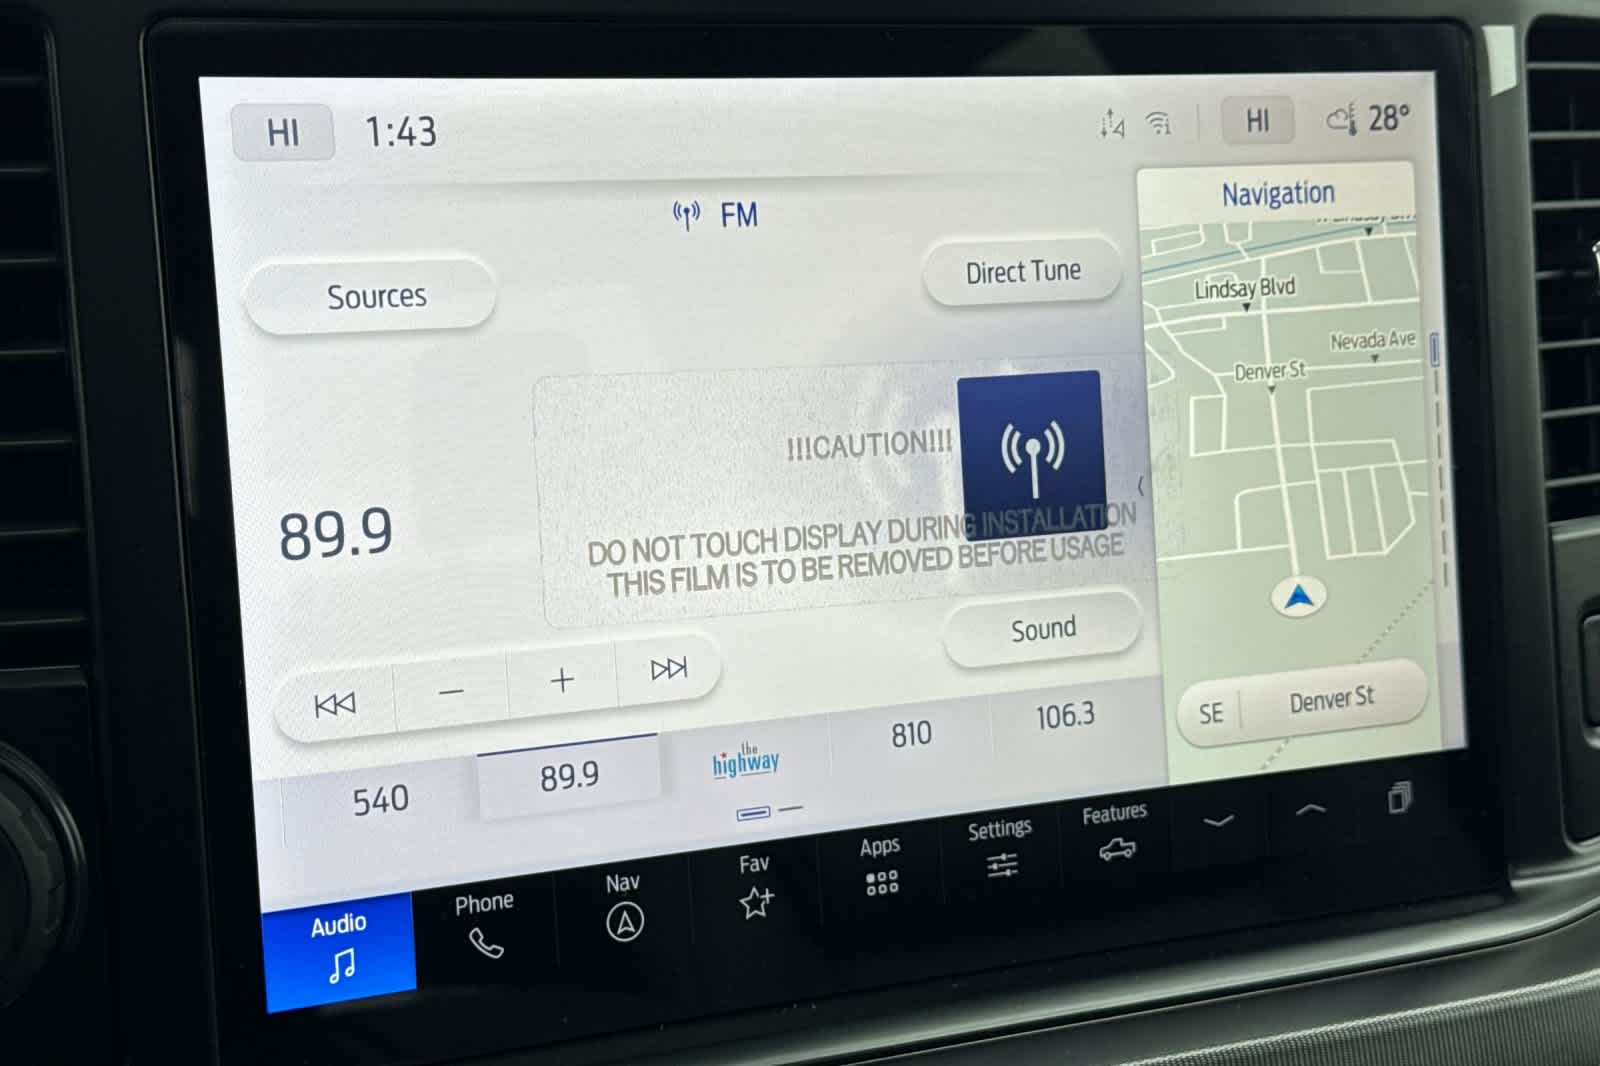 HI 1:43
HI 28°
FM
Navigation
Sources
Direct Tune
Lindsay Blvd
Nevada Ave
Denver St
!!!CAUTION!!!
89.9
DO NOT TOUCH DISPLAY DURING INSTALLATION
THIS FILM IS TO BE REMOVED BEFORE USAGE
Sound
SE Denver St
540
89.9
the
highway
810
106.3
Audio
Phone
Nav
Fav
Apps
Settings
Features